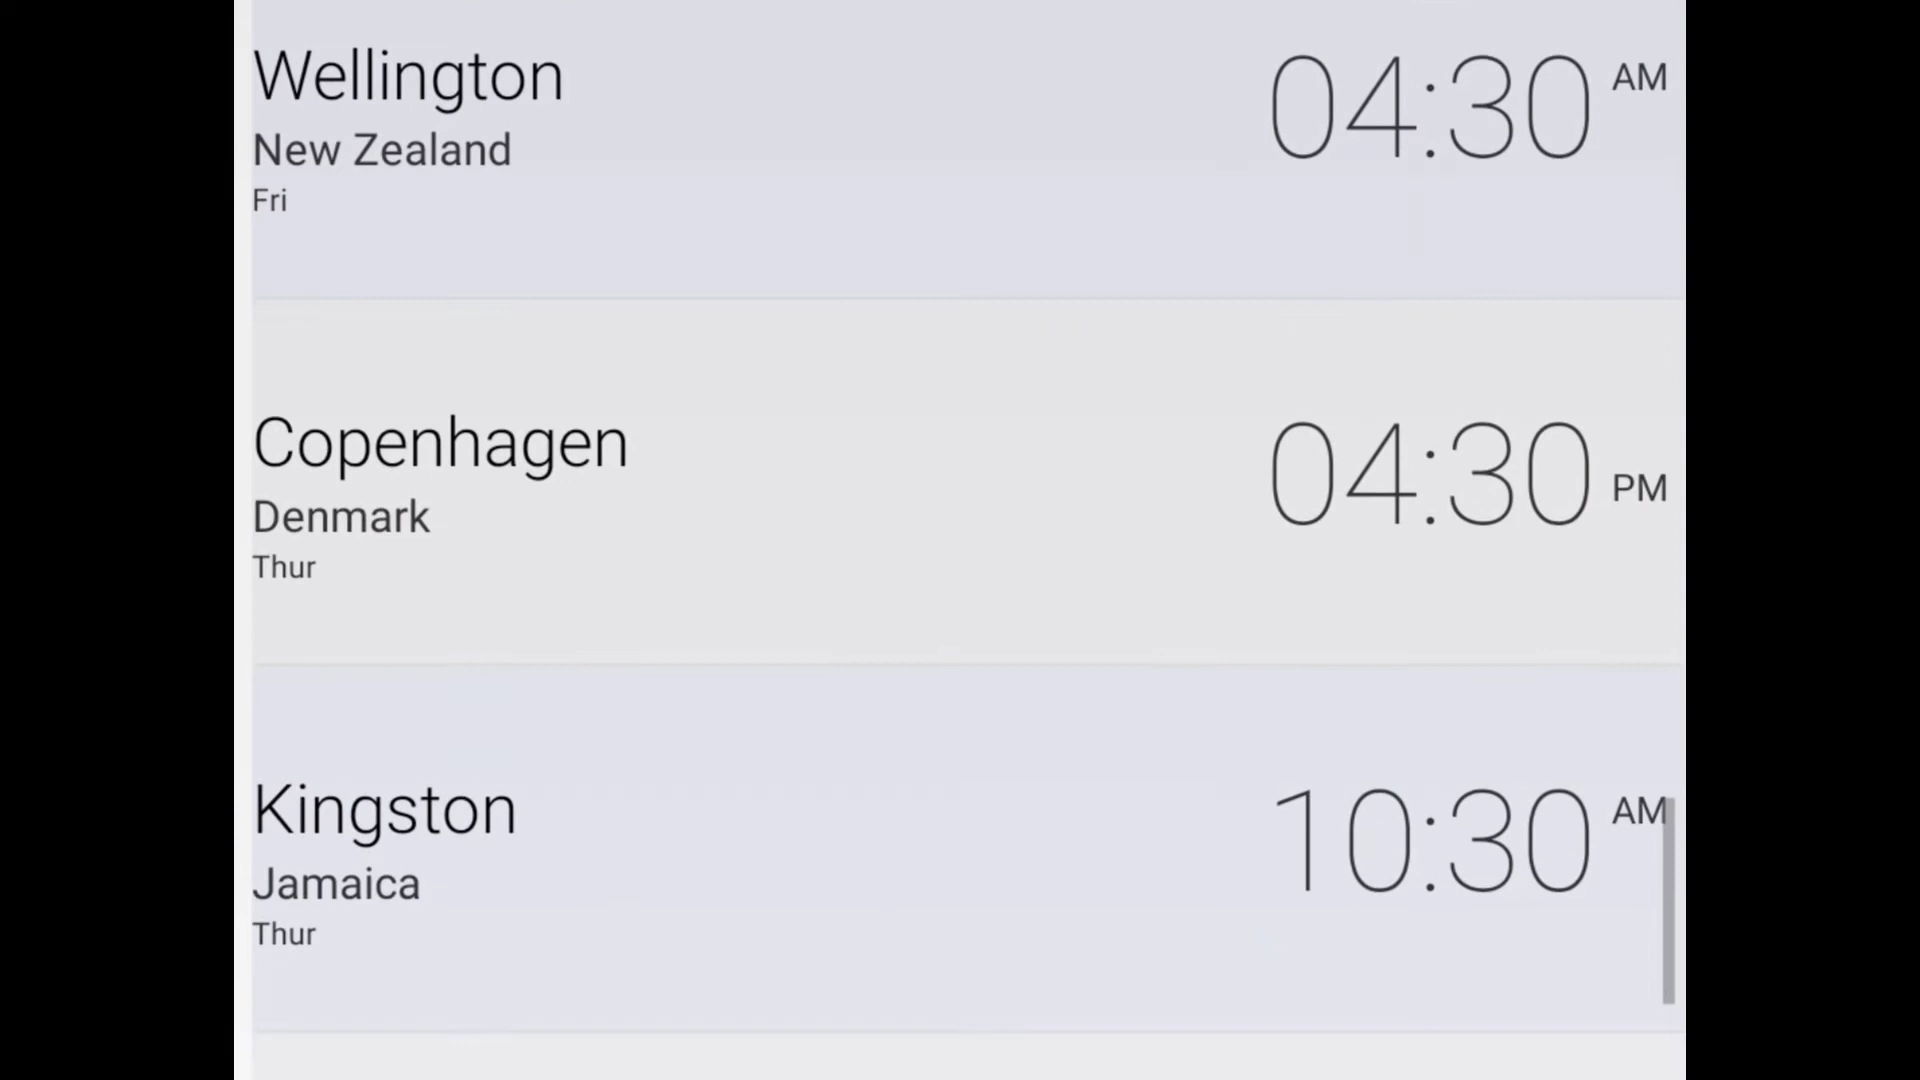 Wellington
04:30 AM
New Zealand
Fri
Copenhagen
04:30 PM
Denmark
Thur
Kingston
10:30 AM
Jamaica
Thur